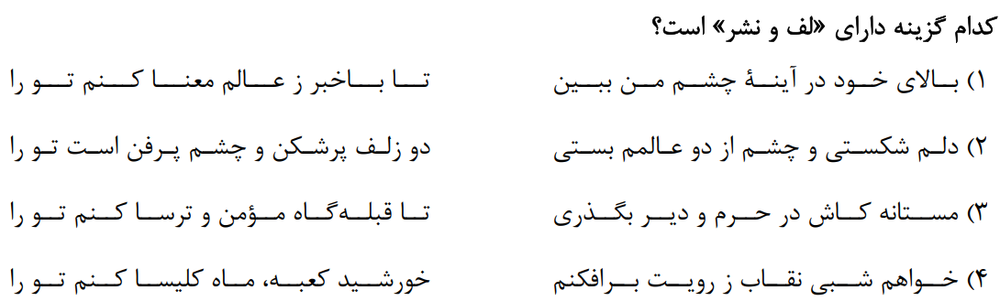 کدام گزینه دارای «لف و نشر» است؟
۱) بالای خود در آینهٔ چشم من ببین تا باخبر ز عالم معنا کنم تو را
۲) دلم شکستی و چشم از دو عالمم بستی دو زلف پرشکن و چشم پرفن است تو را
۳) مستانه کاش در حرم و دیر بگذری تا قبله‌گاه مؤمن و ترسا کنم تو را
۴) خواهم شبی نقاب ز رویت برافکنم خورشید کعبه، ماه کلیسا کنم تو را